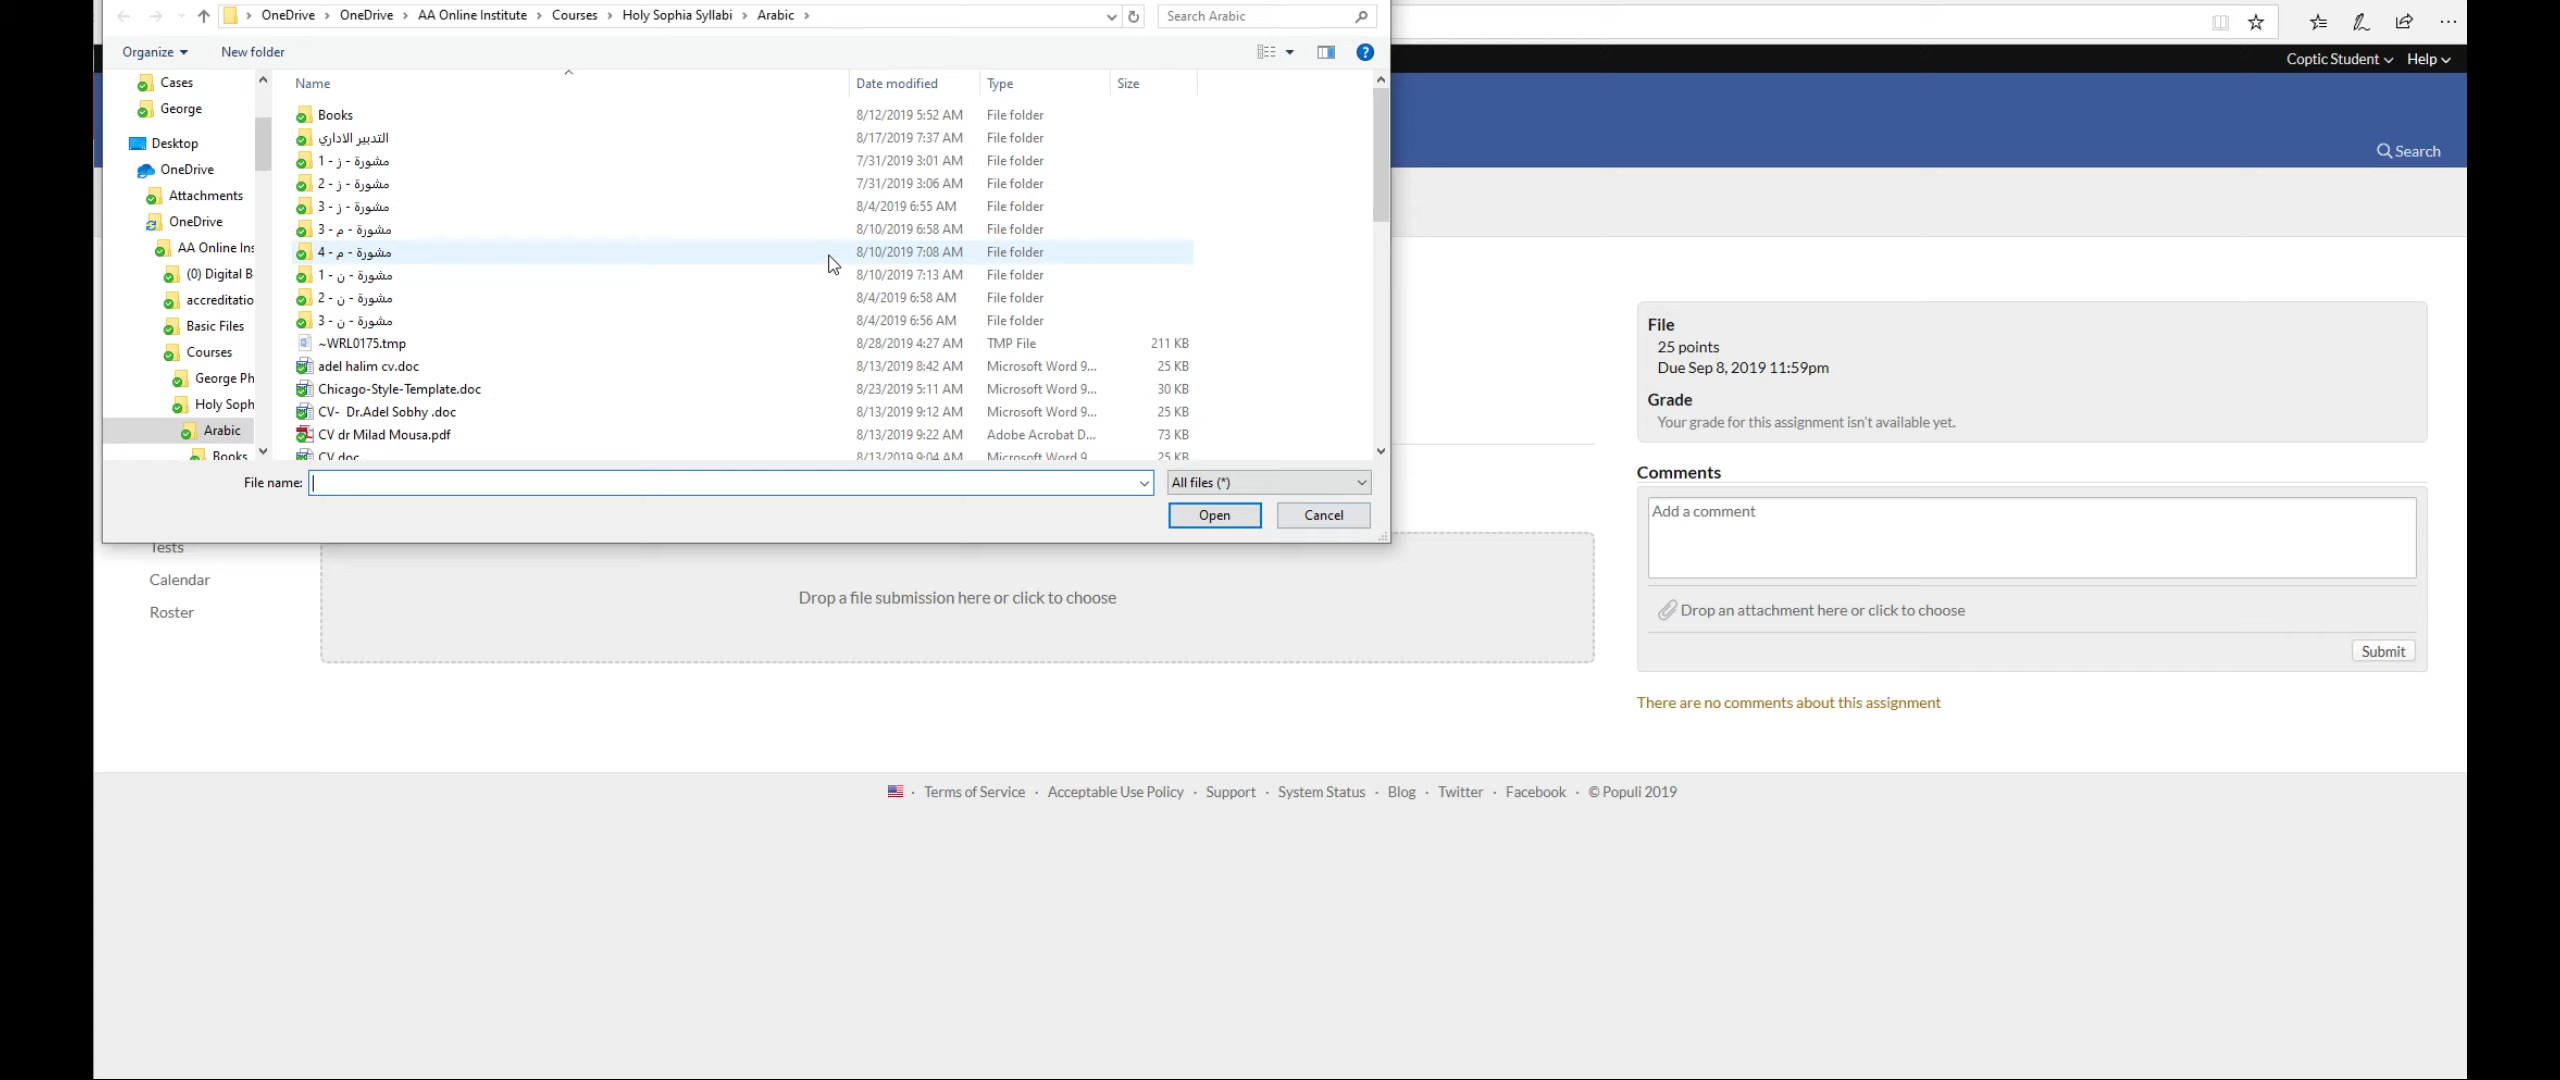 OneDrive › OneDrive › AA Online Institute › Courses › Holy Sophia Syllabi › Arabic ›
Search Arabic
Organize
New folder
Cases
George
Desktop
OneDrive
Attachments
OneDrive
AA Online Ins
(0) Digital B
accreditatio
Basic Files
Courses
George Ph
Holy Soph
Arabic
Books
Name Date modified Type Size
Books 8/12/2019 5:52 AM File folder
التدبير الاداري 8/17/2019 7:37 AM File folder
مشورة - ز - 1 7/31/2019 3:01 AM File folder
مشورة - ز - 2 7/31/2019 3:06 AM File folder
مشورة - ز - 3 8/4/2019 6:55 AM File folder
مشورة - م - 3 8/10/2019 6:58 AM File folder
مشورة - م - 4 8/10/2019 7:08 AM File folder
مشورة - ن - 1 8/10/2019 7:13 AM File folder
مشورة - ن - 2 8/4/2019 6:58 AM File folder
مشورة - ن - 3 8/4/2019 6:56 AM File folder
~WRL0175.tmp 8/28/2019 4:27 AM TMP File 211 KB
adel halim cv.doc 8/13/2019 8:42 AM Microsoft Word 9... 25 KB
Chicago-Style-Template.doc 8/23/2019 5:11 AM Microsoft Word 9... 30 KB
CV- Dr.Adel Sobhy .doc 8/13/2019 9:12 AM Microsoft Word 9... 25 KB
CV dr Milad Mousa.pdf 8/13/2019 9:22 AM Adobe Acrobat D... 73 KB
CV.doc 8/13/2019 9:04 AM Microsoft Word 9 25 KB
File name:
All files (*)
Open
Cancel
Coptic Student
Help
Search
File
25 points
Due Sep 8, 2019 11:59pm
Grade
Your grade for this assignment isn't available yet.
Comments
Add a comment
Drop an attachment here or click to choose
Submit
There are no comments about this assignment
Tests
Calendar
Roster
Drop a file submission here or click to choose
· Terms of Service · Acceptable Use Policy · Support · System Status · Blog · Twitter · Facebook · © Populi 2019